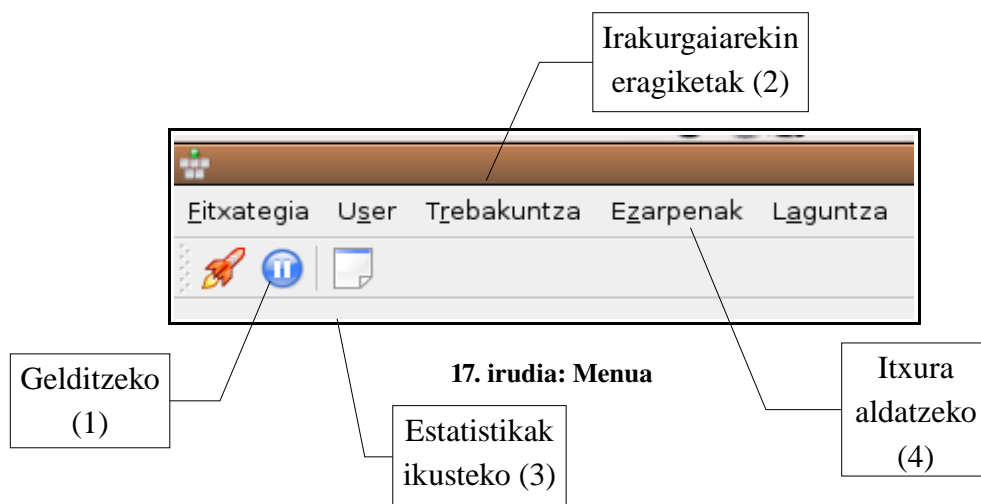 Irakurgaiarekin
eragiketak (2)
Fitxategia User Trebakuntza Ezarpenak Laguntza
Gelditzeko
(1)
17. irudia: Menua
Estatistikak
ikusteko (3)
Itxura
aldatzeko
(4)